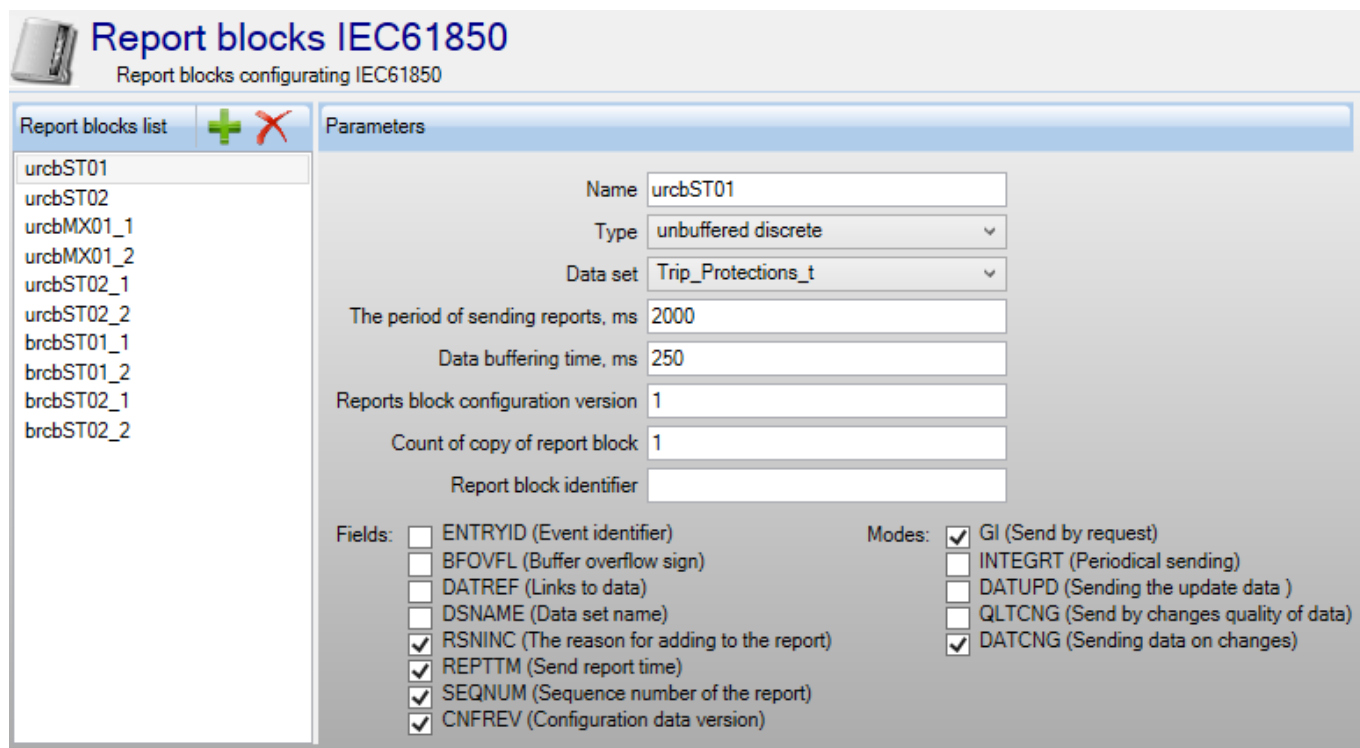 Report blocks IEC61850
Report blocks configurating IEC61850
Report blocks list
urcbST01
urcbST02
urcbMX01_1
urcbMX01_2
urcbST02_1
urcbST02_2
brcbST01_1
brcbST01_2
brcbST02_1
brcbST02_2
Parameters
Name urcbST01
Type unbuffered discrete
Data set Trip_Protections_t
The period of sending reports, ms 2000
Data buffering time, ms 250
Reports block configuration version 1
Count of copy of report block 1
Report block identifier
Fields: ENTRYID (Event identifier)
BFOVFL (Buffer overflow sign)
DATREF (Links to data)
DSNAME (Data set name)
RSNINC (The reason for adding to the report)
REPTTM (Send report time)
SEQNUM (Sequence number of the report)
CNFREV (Configuration data version)
Modes: GI (Send by request)
INTEGRT (Periodical sending)
DATUPD (Sending the update data )
QLTCNG (Send by changes quality of data)
DATCNG (Sending data on changes)